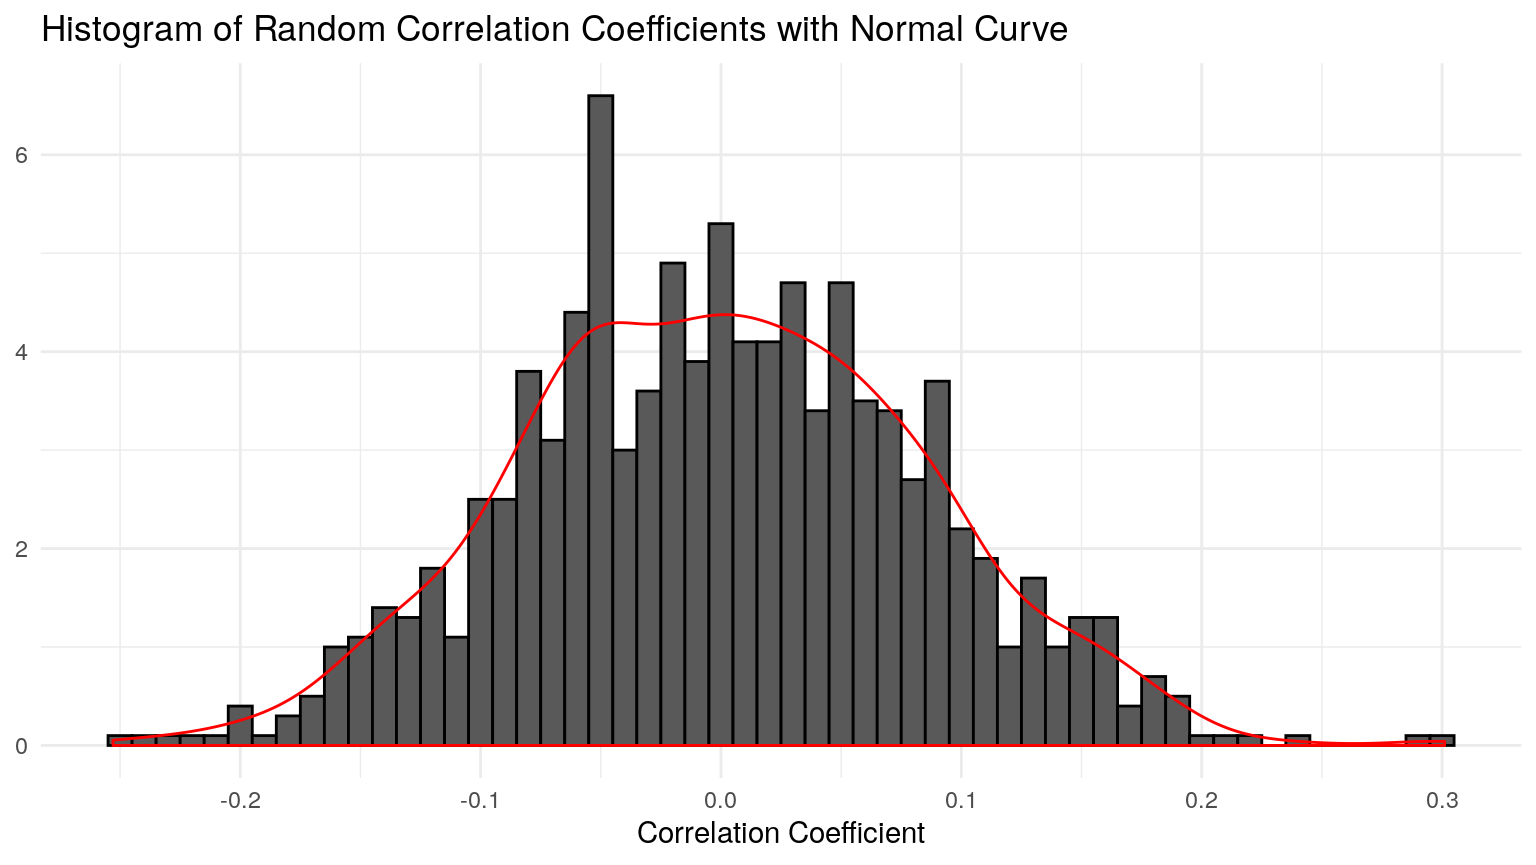 Histogram of Random Correlation Coefficients with Normal Curve
6
4
2
0
-0.2 -0.1 0.0 0.1 0.2 0.3
Correlation Coefficient